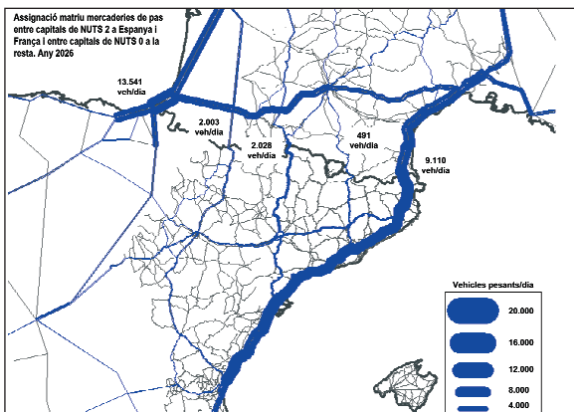 Assignació matriu mercaderies de pas
entre capitals de NUTS 2 a Espanya i
França i entre capitals de NUTS 0 a la
rosta. Any 2026
13.541
veh/dia
2.003
veh/dia
2.028
veh/dia
491
veh/dia
9.110
veh/dia
Vehicles pesants/dia
20.000
16.000
12.000
8.000
4.000